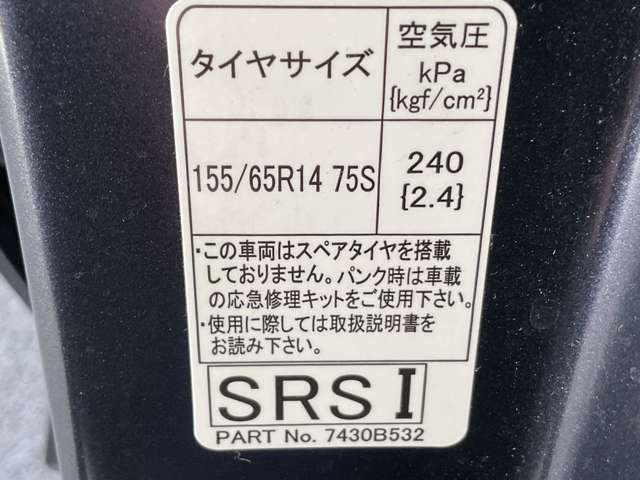 タイヤサイズ
空気圧
kPa
{kgf/cm²}
155/65R14 75S
240
{2.4}
・この車両はスペアタイヤを搭載
しておりません。パンク時は車載
の応急修理キットをご使用下さい。
・使用に際しては取扱説明書を
お読み下さい。
SRS I
PART No. 7430B532